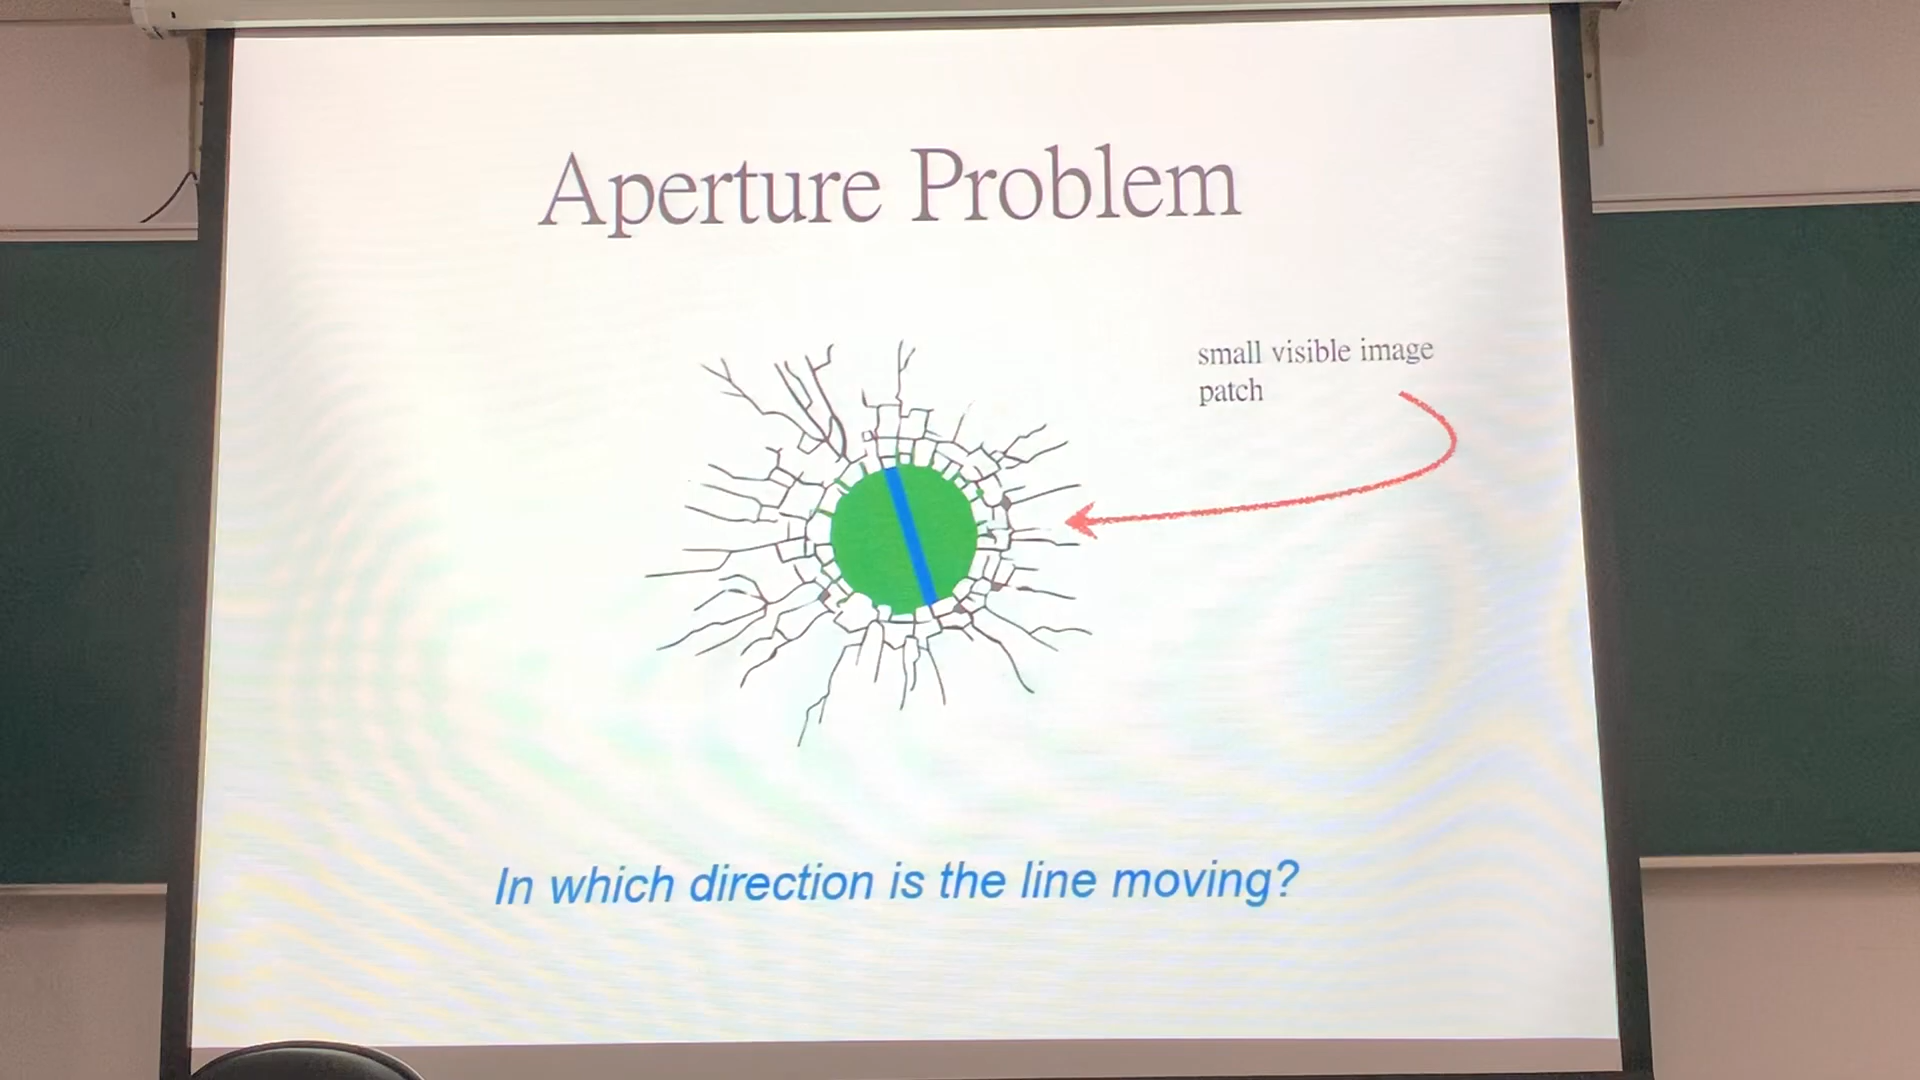 Aperture Problem
small visible image
patch
In which direction is the line moving?